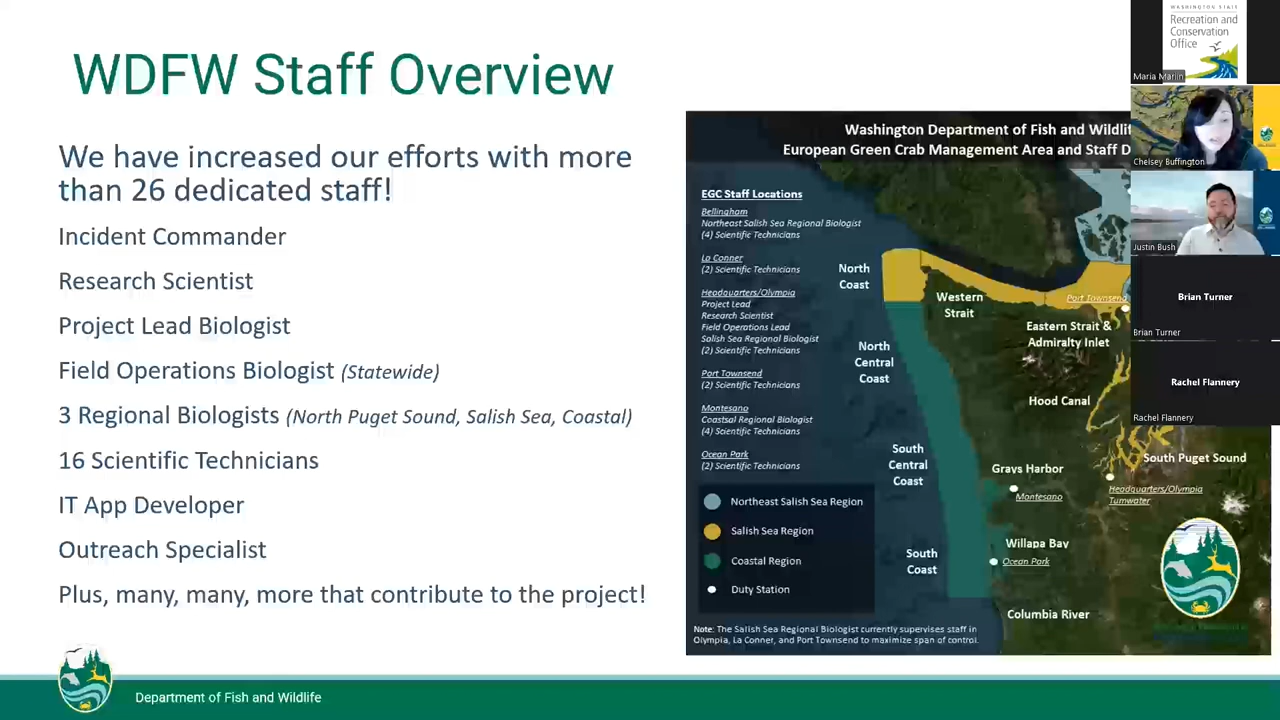 WDFW Staff Overview
We have increased our efforts with more
than 26 dedicated staff!
Incident Commander
Research Scientist
Project Lead Biologist
Field Operations Biologist (Statewide)
3 Regional Biologists (North Puget Sound, Salish Sea, Coastal)
16 Scientific Technicians
IT App Developer
Outreach Specialist
Plus, many, many, more that contribute to the project!
Department of Fish and Wildlife
Washington Department of Fish and Wildlif
European Green Crab Management Area and Staff D
EGC Staff Locations
Bellingham
Northeast Salish Sea Regional Biologist
(4) Scientific Technicians
La Conner
(2) Scientific Technicians
Headquarters/Olympia
Project Lead
Research Scientist
Field Operations Lead
Salish Sea Regional Biologist
(2) Scientific Technicians
Port Townsend
(2) Scientific Technicians
Montesano
Coastsal Regional Biologist
(4) Scientific Technicians
Ocean Park
(2) Scientific Technicians
Northeast Salish Sea Region
Salish Sea Region
Coastal Region
Duty Station
Note: The Salish Sea Regional Biologist currently supervises staff in
Olympia, La Conner, and Port Townsend to maximize span of control.
North
Coast
Western
Strait
Port Townsend
Eastern Strait &
Admiralty Inlet
North
Central
Coast
Hood Canal
South
Central
Coast
Grays Harbor
Montesano
South Puget Sound
Headquarters/Olympia
Tumwater
South
Coast
Willapa Bay
Ocean Park
Columbia River
WASHINGTON STATE
Recreation and
Conservation
Office
Maria Marlin
Chelsey Buffington
Justin Bush
Brian Turner
Brian Turner
Rachel Flannery
Rachel Flannery